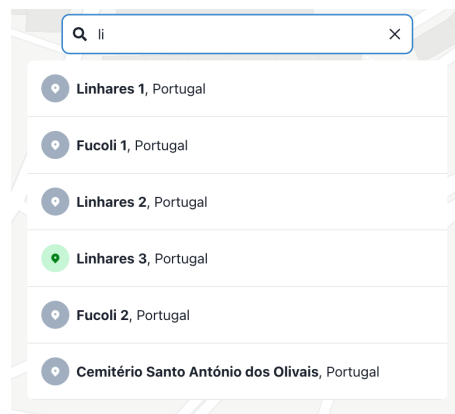 li
Linhares 1, Portugal
Fucoli 1, Portugal
Linhares 2, Portugal
Linhares 3, Portugal
Fucoli 2, Portugal
Cemitério Santo António dos Olivais, Portugal